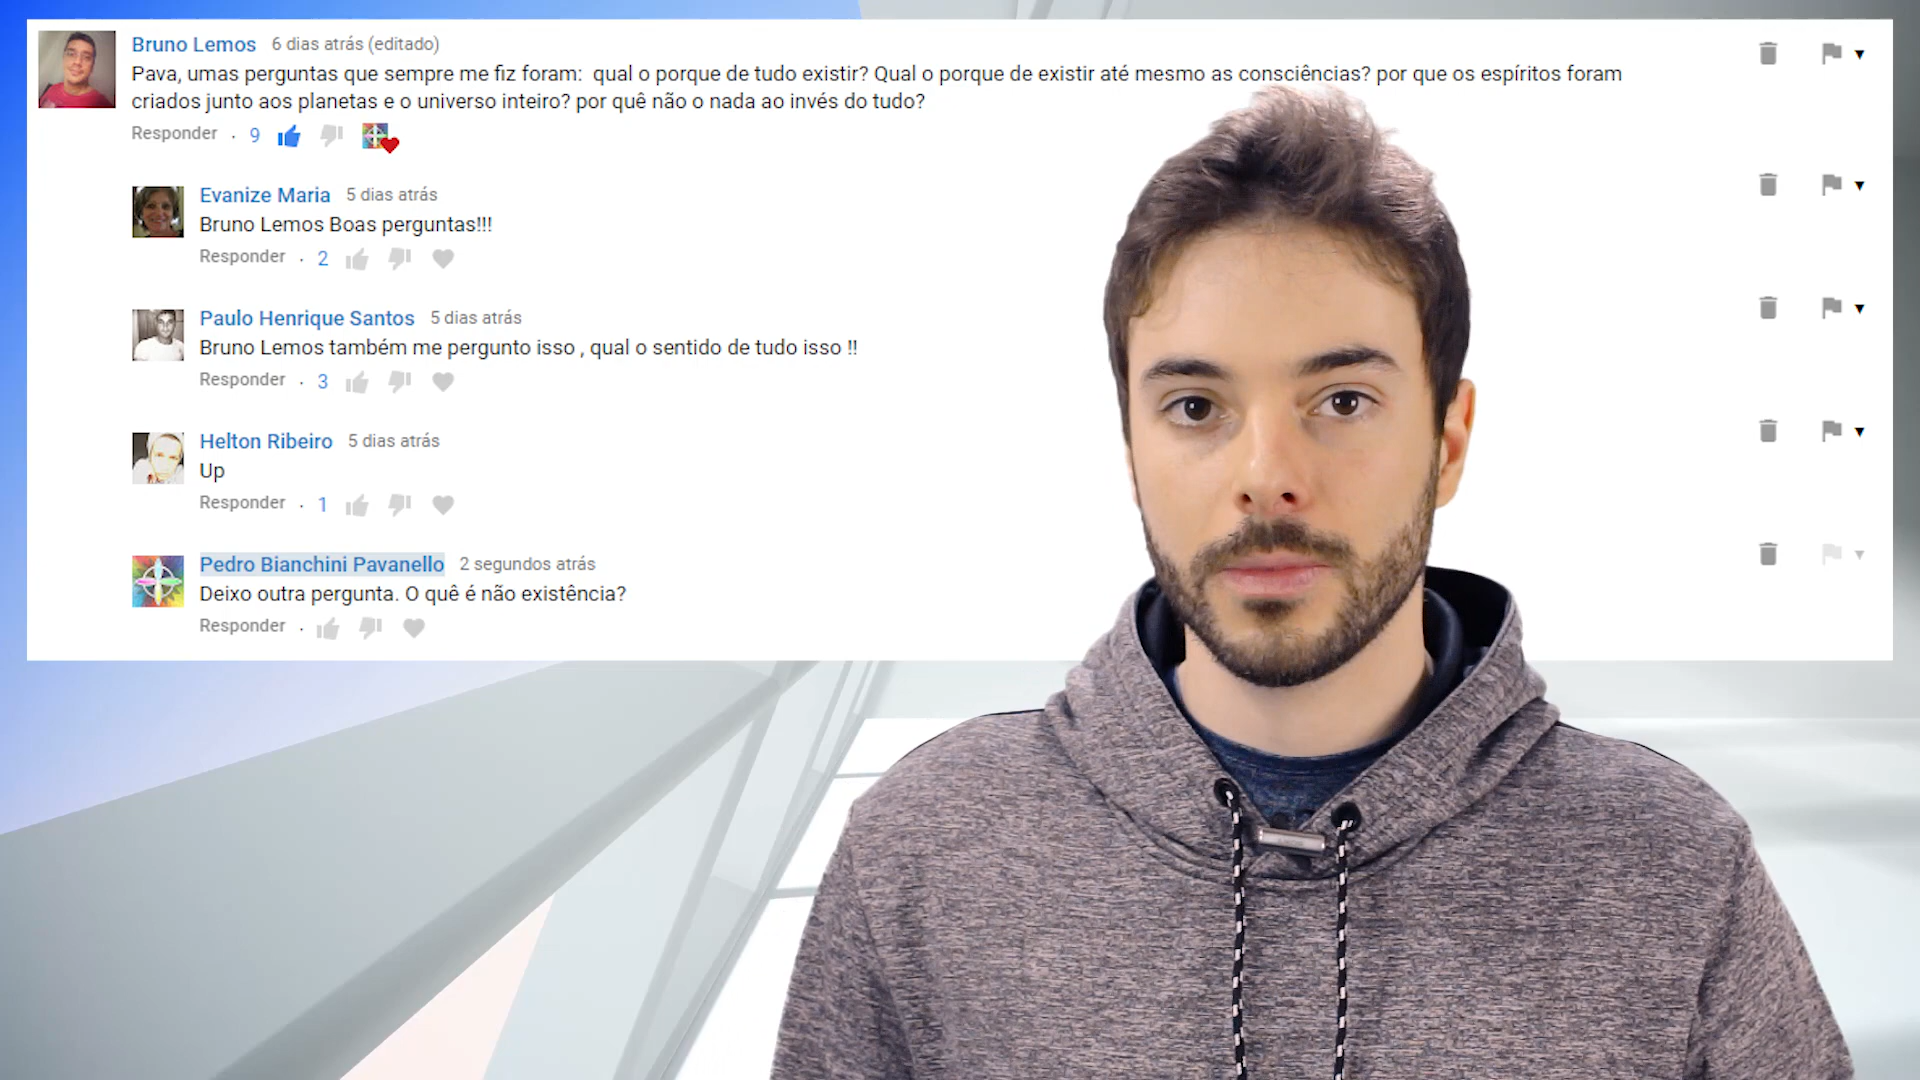 Bruno Lemos 6 dias atrás (editado)
Pava, umas perguntas que sempre me fiz foram: qual o porque de tudo existir? Qual o porque de existir até mesmo as consciências? por que os espíritos foram
criados junto aos planetas e o universo inteiro? por quê não o nada ao invés do tudo?
Responder . 9
Evanize Maria 5 dias atrás
Bruno Lemos Boas perguntas!!!
Responder . 2
Paulo Henrique Santos 5 dias atrás
Bruno Lemos também me pergunto isso , qual o sentido de tudo isso !!
Responder . 3
Helton Ribeiro 5 dias atrás
Up
Responder . 1
Pedro Bianchini Pavanello 2 segundos atrás
Deixo outra pergunta. O quê é não existência?
Responder .